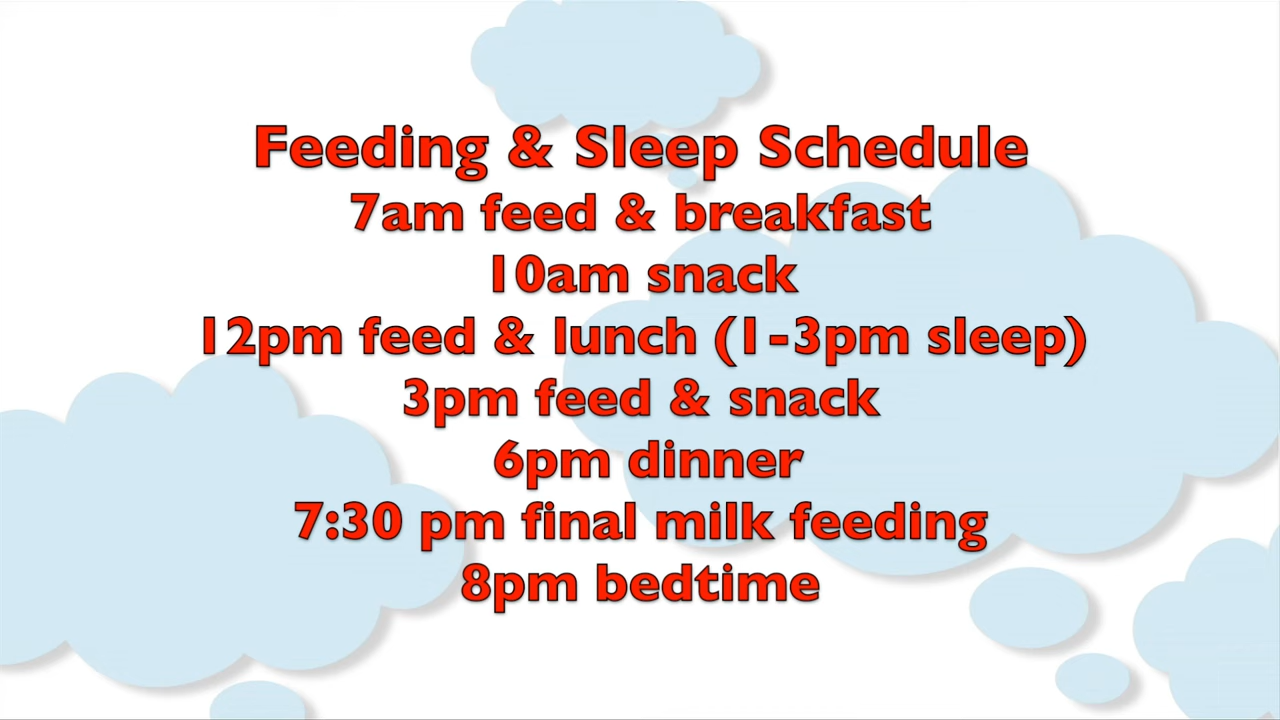 Feeding & Sleep Schedule
7am feed & breakfast
10am snack
12pm feed & lunch (1-3pm sleep)
3pm feed & snack
6pm dinner
7:30 pm final milk feeding
8pm bedtime